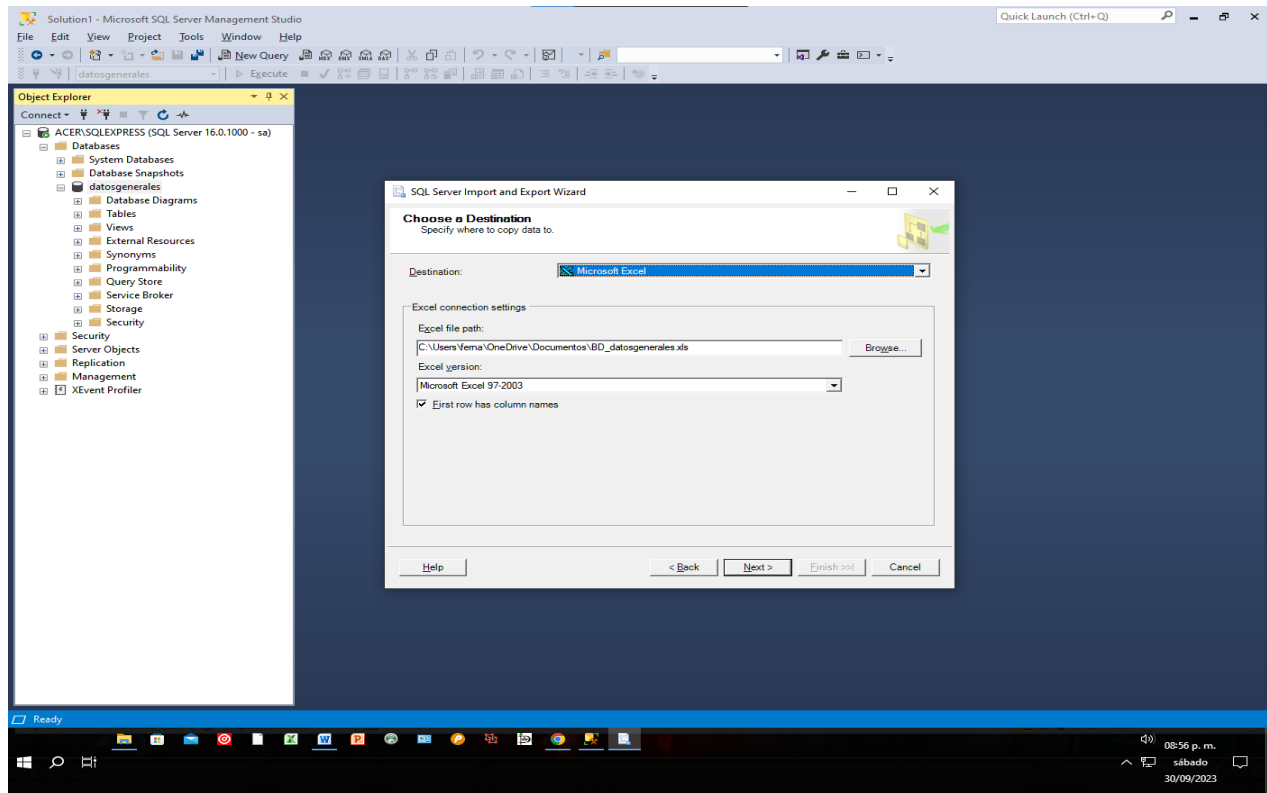 Solution1 - Microsoft SQL Server Management Studio
Quick Launch (Ctrl+Q)
File Edit View Project Tools Window Help
New Query
datosgenerales
Execute
Object Explorer
Connect
ACER\SQLEXPRESS (SQL Server 16.0.1000 - sa)
Databases
System Databases
Database Snapshots
datosgenerales
Database Diagrams
Tables
Views
External Resources
Synonyms
Programmability
Query Store
Service Broker
Storage
Security
Security
Server Objects
Replication
Management
XEvent Profiler
SQL Server Import and Export Wizard
Choose a Destination
Specify where to copy data to.
Destination: Microsoft Excel
Excel connection settings
Excel file path:
C:\Users\ferna\OneDrive\Documentos\BD_datosgenerales.xls
Browse...
Excel version:
Microsoft Excel 97-2003
First row has column names
Help
< Back
Next >
Finish >>|
Cancel
Ready
08:56 p. m.
sábado
30/09/2023